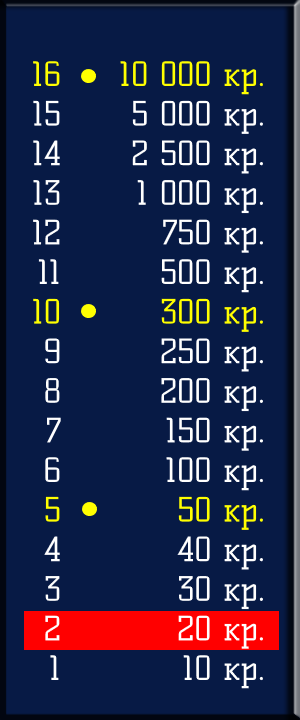 16 • 10 000 кр.
15 5 000 кр.
14 2 500 кр.
13 1 000 кр.
12 750 кр.
11 500 кр.
10 • 300 кр.
9 250 кр.
8 200 кр.
7 150 кр.
6 100 кр.
5 • 50 кр.
4 40 кр.
3 30 кр.
2 20 кр.
1 10 кр.